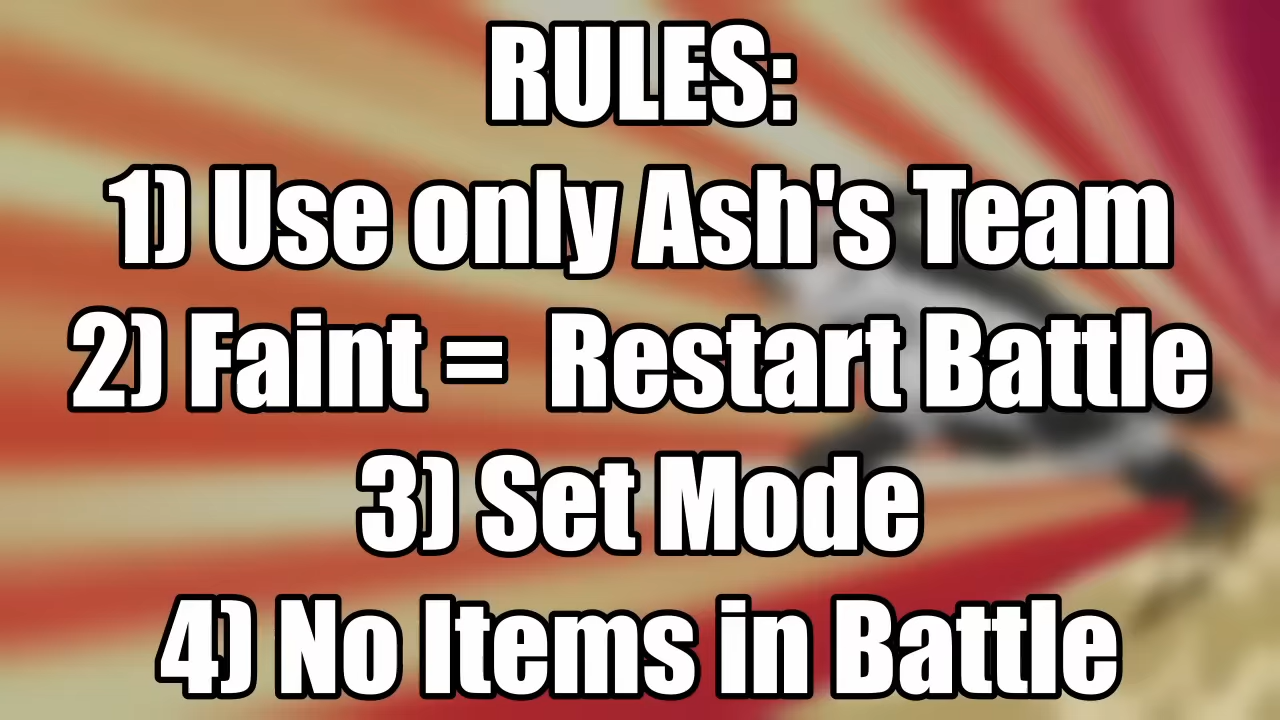 RULES:
1) Use only Ash's Team
2) Faint = Restart Battle
3) Set Mode
4) No Items in Battle